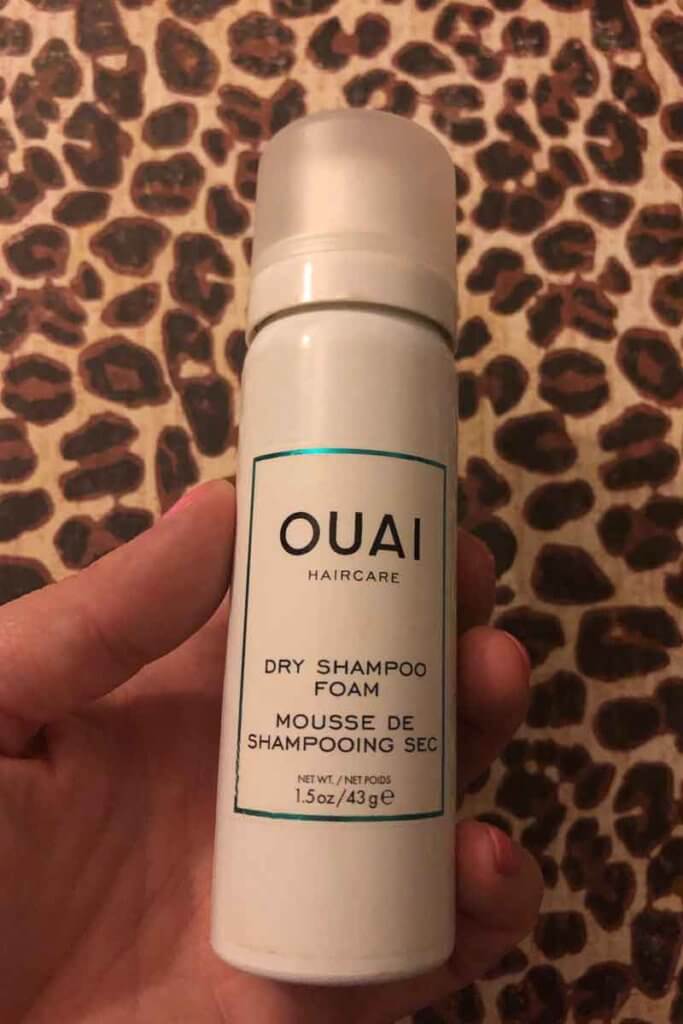 OUAI
HAIRCARE
DRY SHAMPOO
FOAM
MOUSSE DE
SHAMPOOING SEC
NET WT. / NET POIDS
1.5 oz/43 g ℮